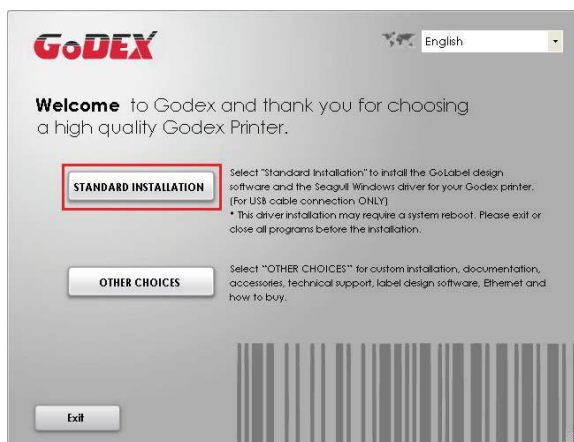 GoDEX
English
Welcome to Godex and thank you for choosing
a high quality Godex Printer.
STANDARD INSTALLATION
Select "Standard Installation" to install the GoLabel design
software and the Seagull Windows driver for your Godex printer.
(For USB cable connection ONLY)
* This driver installation may require a system reboot. Please exit or
close all programs before the installation.
OTHER CHOICES
Select "OTHER CHOICES" for custom installation, documentation,
accessories, technical support, label design software, Ethernet and
how to buy.
Exit